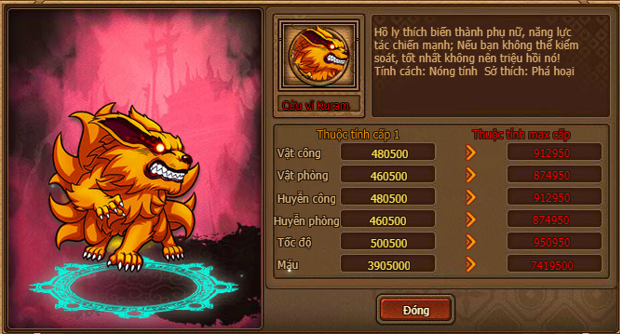 Hồ ly thích biến thành phụ nữ, năng lực
tác chiến mạnh; Nếu bạn không thể kiểm
soát, tốt nhất không nên triệu hồi nó!
Tính cách: Nóng tính Sở thích: Phá hoại
Cửu vĩ Kuram
Thuộc tính cấp 1 Thuộc tính max cấp
Vật công 480500 912950
Vật phòng 460500 874950
Huyễn công 480500 912950
Huyễn phòng 460500 874950
Tốc độ 500500 950950
Máu 3905000 7419500
Đóng